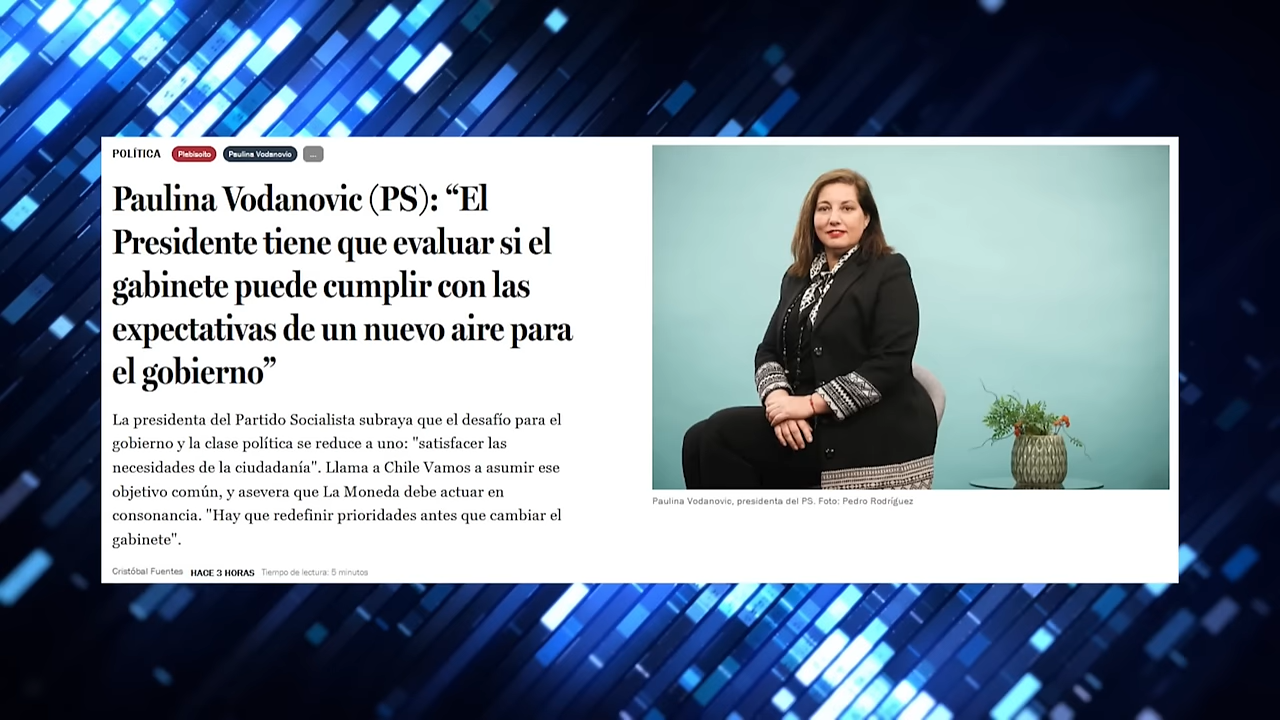 POLÍTICA Plebiscito Paulina Vodanovic ...
Paulina Vodanovic (PS): “El
Presidente tiene que evaluar si el
gabinete puede cumplir con las
expectativas de un nuevo aire para
el gobierno”
La presidenta del Partido Socialista subraya que el desafío para el
gobierno y la clase política se reduce a uno: "satisfacer las
necesidades de la ciudadanía". Llama a Chile Vamos a asumir ese
objetivo común, y asevera que La Moneda debe actuar en
consonancia. "Hay que redefinir prioridades antes que cambiar el
gabinete".
Cristóbal Fuentes HACE 3 HORAS Tiempo de lectura: 5 minutos
Paulina Vodanovic, presidenta del PS. Foto: Pedro Rodríguez